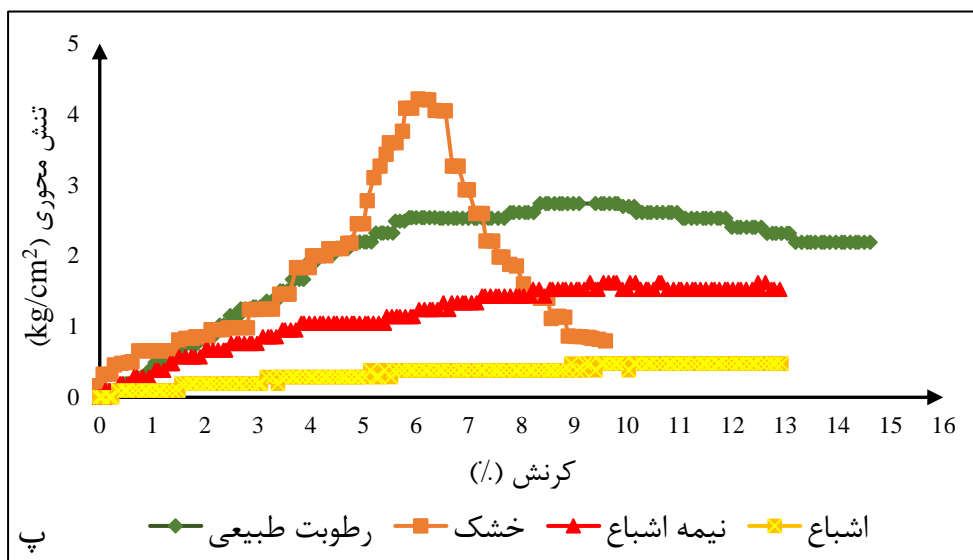 5
4
3
2
1
0
تنش محوری (kg/cm²)
0 1 2 3 4 5 6 7 8 9 10 11 12 13 14 15 16
کرنش (٪)
رطوبت طبیعی خشک نیمه اشباع اشباع
پ